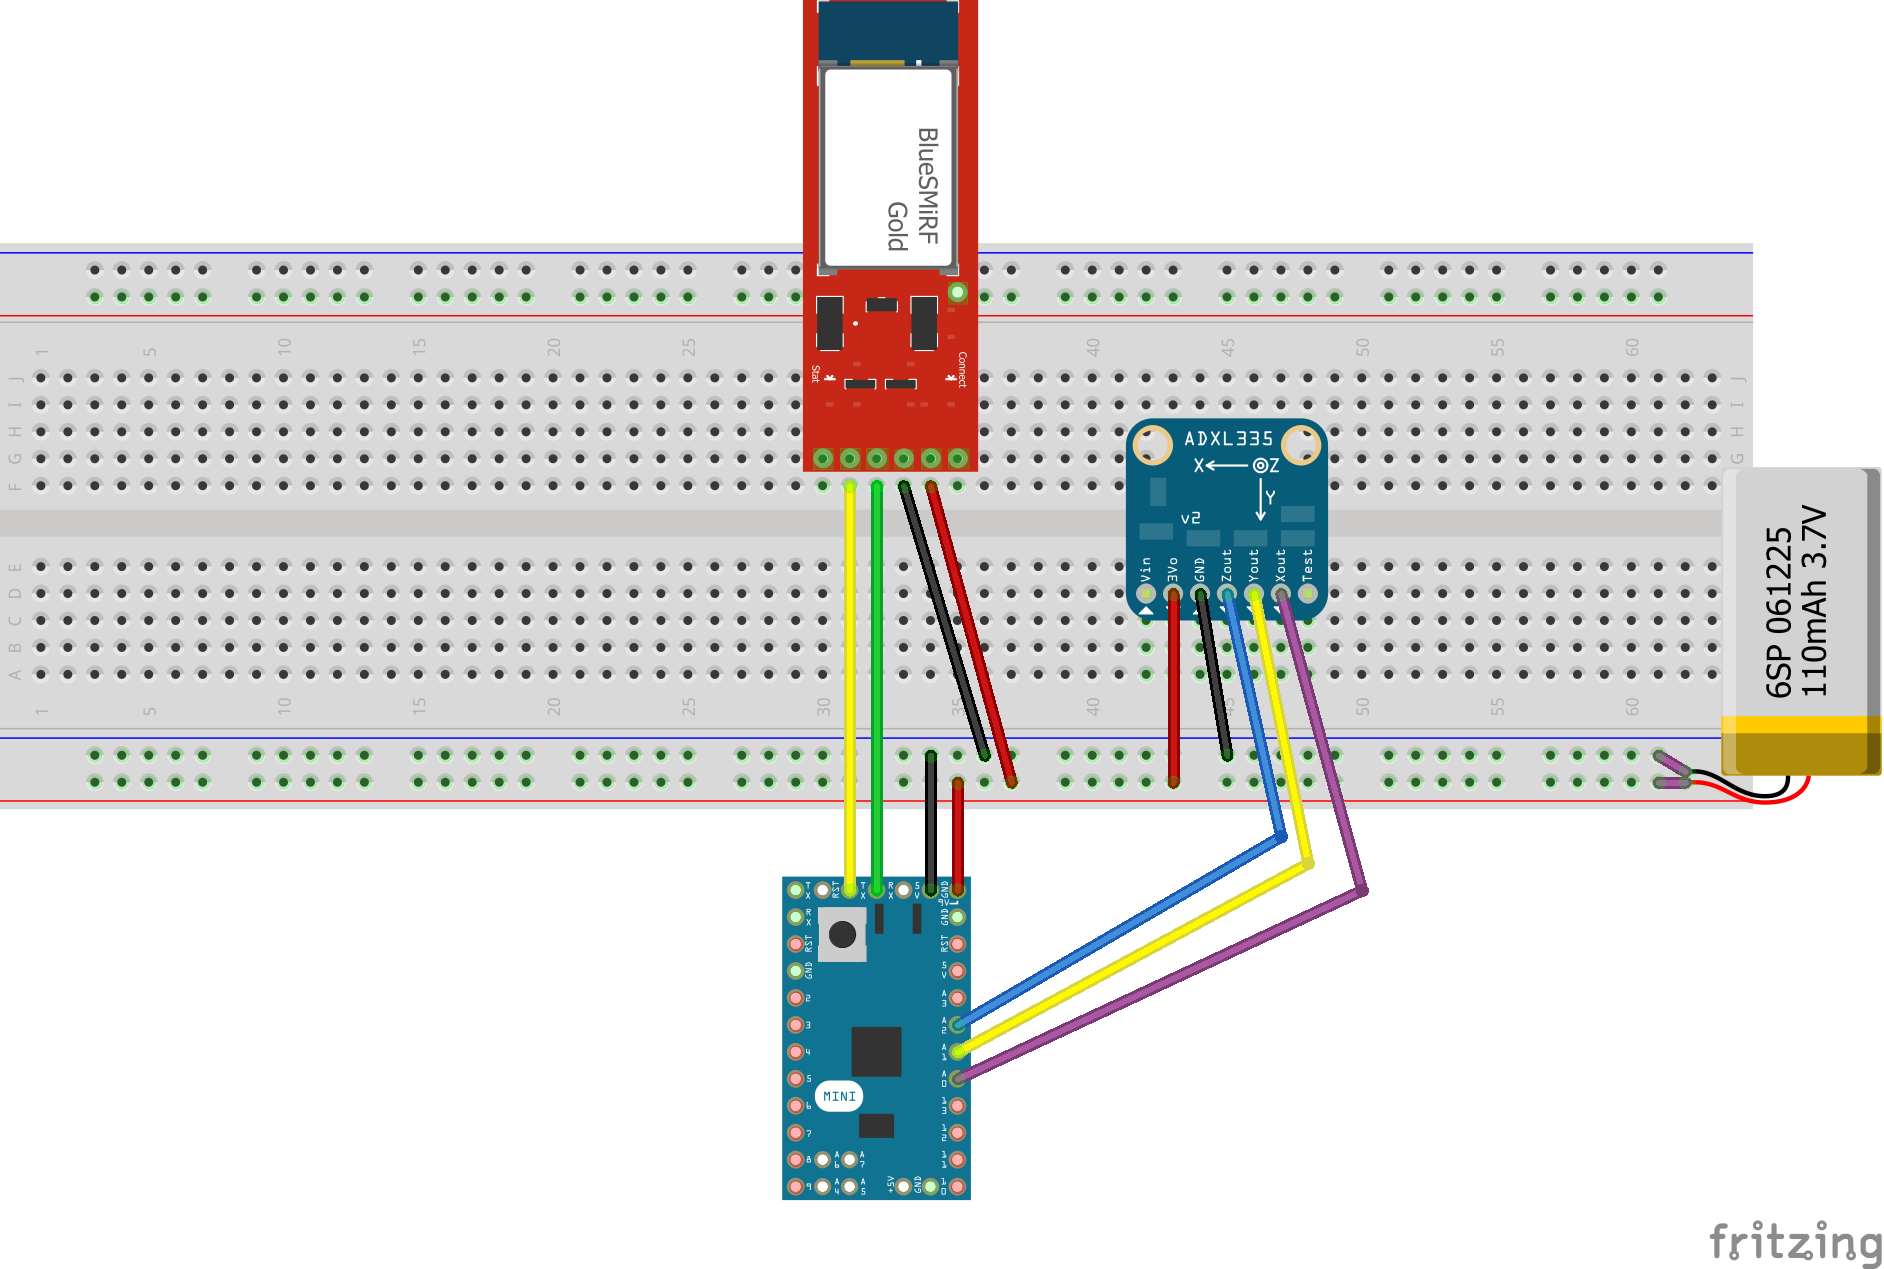 BlueSMiRF
Gold
Stat
Connect
1 5 10 15 20 25 40 45 50 55 60
J J
I I
H H
G G
F
ADXL335
X Z
Y
v2
Vin 3Vo GND Zout Yout Xout Test
6SP 061225
110mAh 3.7V
E
D
C
B
A
1 5 10 15 20 25 30 35 40 45 50 55 60
TX RST TX RX 5V GND
9V
RX GND
RST RST
GND 5V
2 A3
3 A2
4 A1
5 A0
MINI
6 13
7 12
8 A6 A7 11
9 A4 A5 +5V GND 10
fritzing